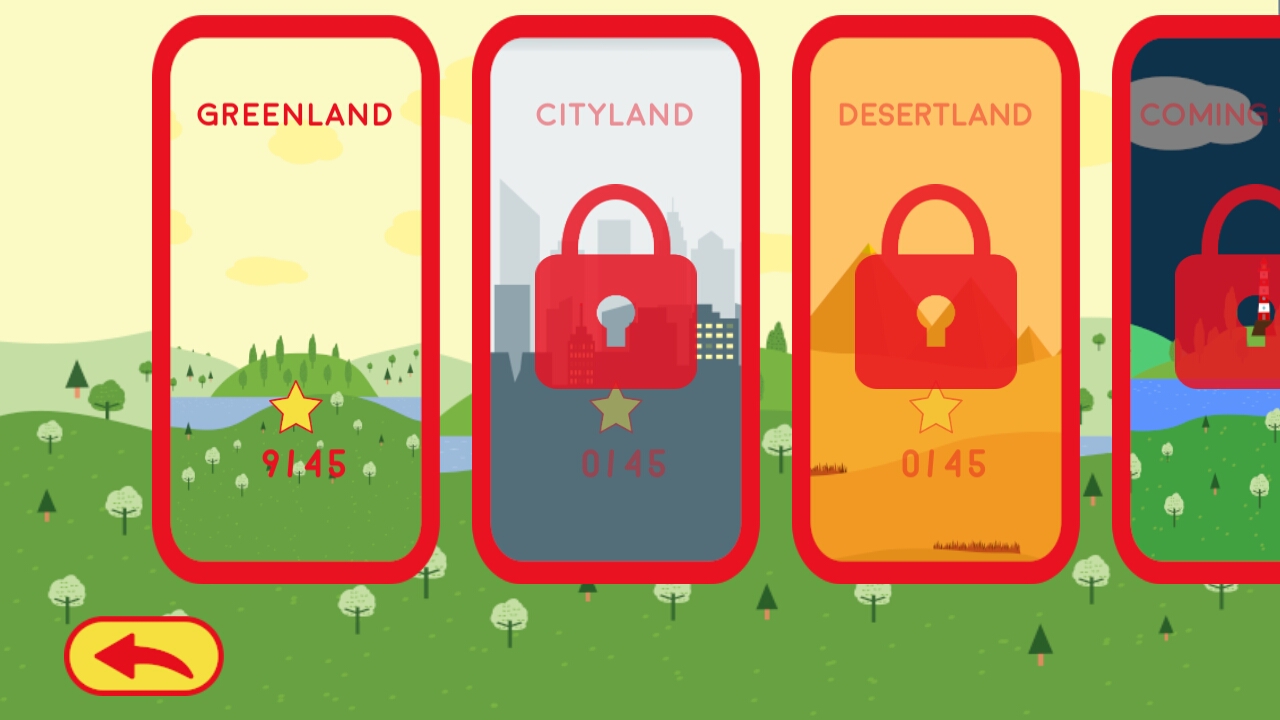 GREENLAND
CITYLAND
DESERTLAND
COMING
9/45
0/45
0/45